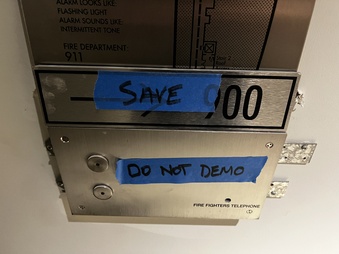 ALARM LOOKS LIKE:
FLASHING LIGHT
ALARM SOUNDS LIKE:
INTERMITTENT TONE
FIRE DEPARTMENT
911
SAVE 900
DO NOT DEMO
FIRE FIGHTERS TELEPHONE